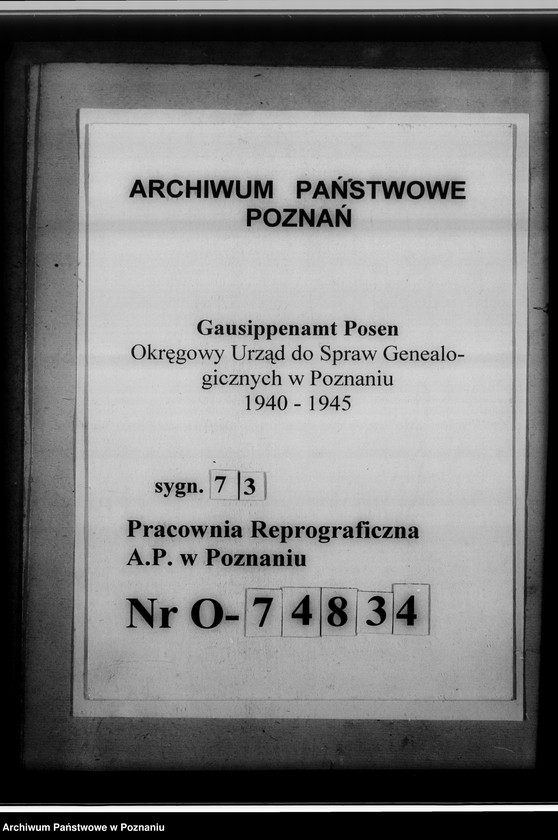 ARCHIWUM PAŃSTWOWE
POZNAŃ
Gausippenamt Posen
Okręgowy Urząd do Spraw Genealo-
gicznych w Poznaniu
1940 - 1945
sygn. 73
Pracownia Reprograficzna
A.P. w Poznaniu
Nr O-74834
Archiwum Państwowe w Poznaniu